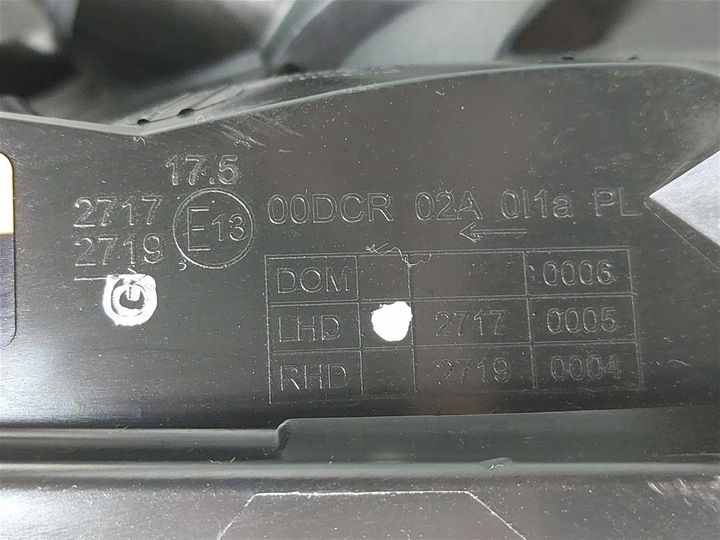 17.5
2717 E13 00DCR 02A 0l1a PL
2719
DOM 0006
LHD 2717 0005
RHD 2719 0004